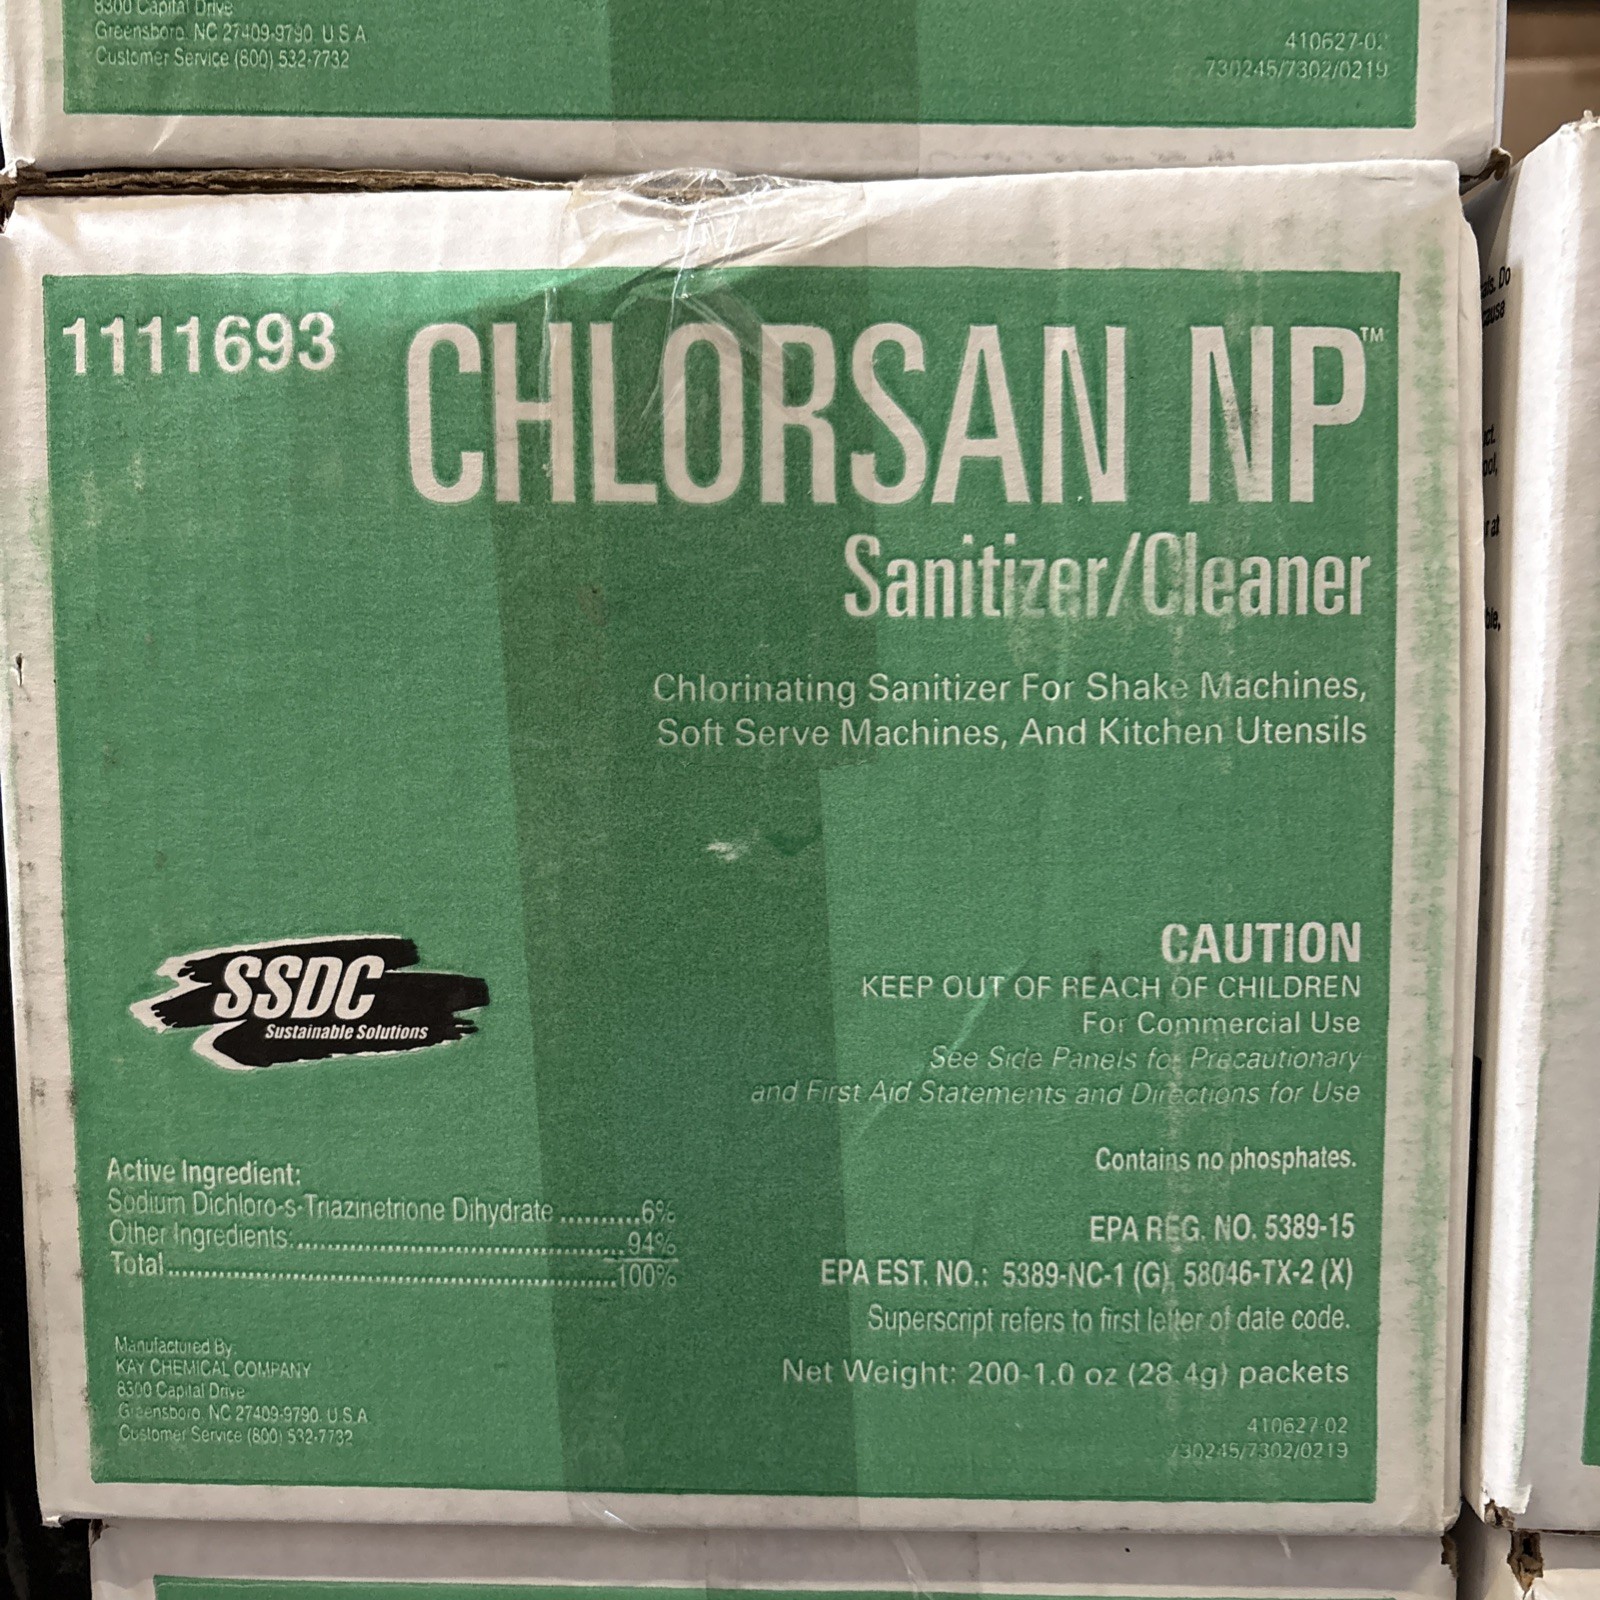 8300 Capital Drive
Greensboro, NC 27409-9790, U.S.A.
Customer Service (800) 532-7732
410627-02
730245/7302/0219
1111693
CHLORSAN NP™
Sanitizer/Cleaner
Chlorinating Sanitizer For Shake Machines,
Soft Serve Machines, And Kitchen Utensils
SSDC
Sustainable Solutions
CAUTION
KEEP OUT OF REACH OF CHILDREN
For Commercial Use
See Side Panels for Precautionary
and First Aid Statements and Directions for Use
Contains no phosphates.
Active Ingredient:
Sodium Dichloro-s-Triazinetrione Dihydrate ..........6%
Other Ingredients:..........94%
Total..........100%
EPA REG. NO. 5389-15
EPA EST. NO.: 5389-NC-1 (G), 58046-TX-2 (X)
Superscript refers to first letter of date code.
Net Weight: 200-1.0 oz (28.4g) packets
Manufactured By:
KAY CHEMICAL COMPANY
8300 Capital Drive
Greensboro, NC 27409-9790, U.S.A.
Customer Service (800) 532-7732
410627-02
730245/7302/0219
Do
at